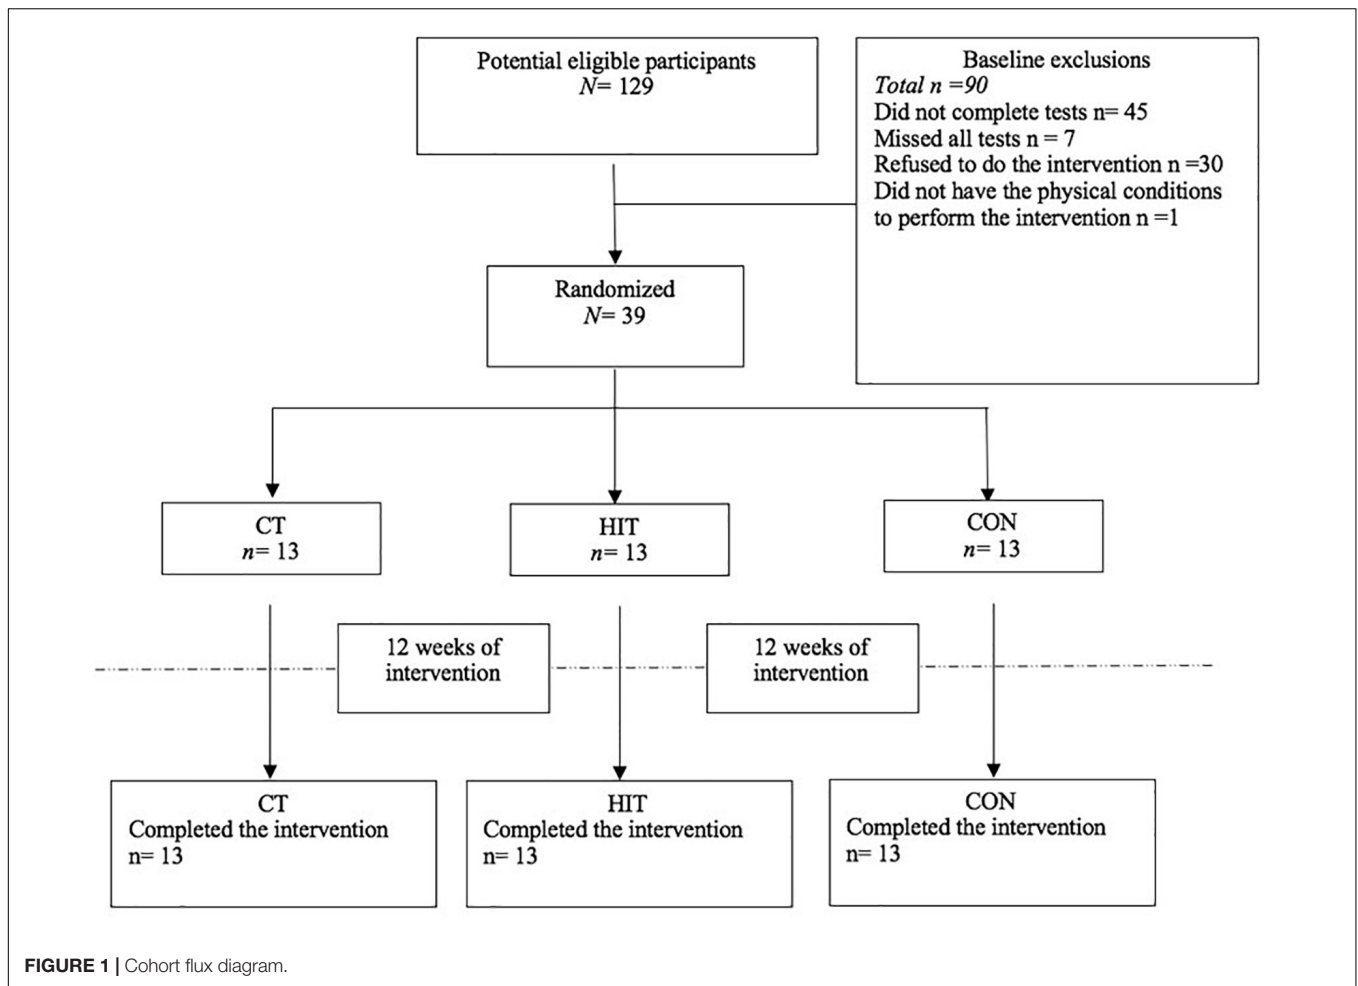 Potential eligible participants
N= 129
Baseline exclusions
Total n =90
Did not complete tests n= 45
Missed all tests n = 7
Refused to do the intervention n =30
Did not have the physical conditions
to perform the intervention n =1
Randomized
N= 39
CT
n= 13
HIT
n= 13
CON
n= 13
12 weeks of
intervention
12 weeks of
intervention
CT
Completed the intervention
n= 13
HIT
Completed the intervention
n= 13
CON
Completed the intervention
n= 13
FIGURE 1 | Cohort flux diagram.